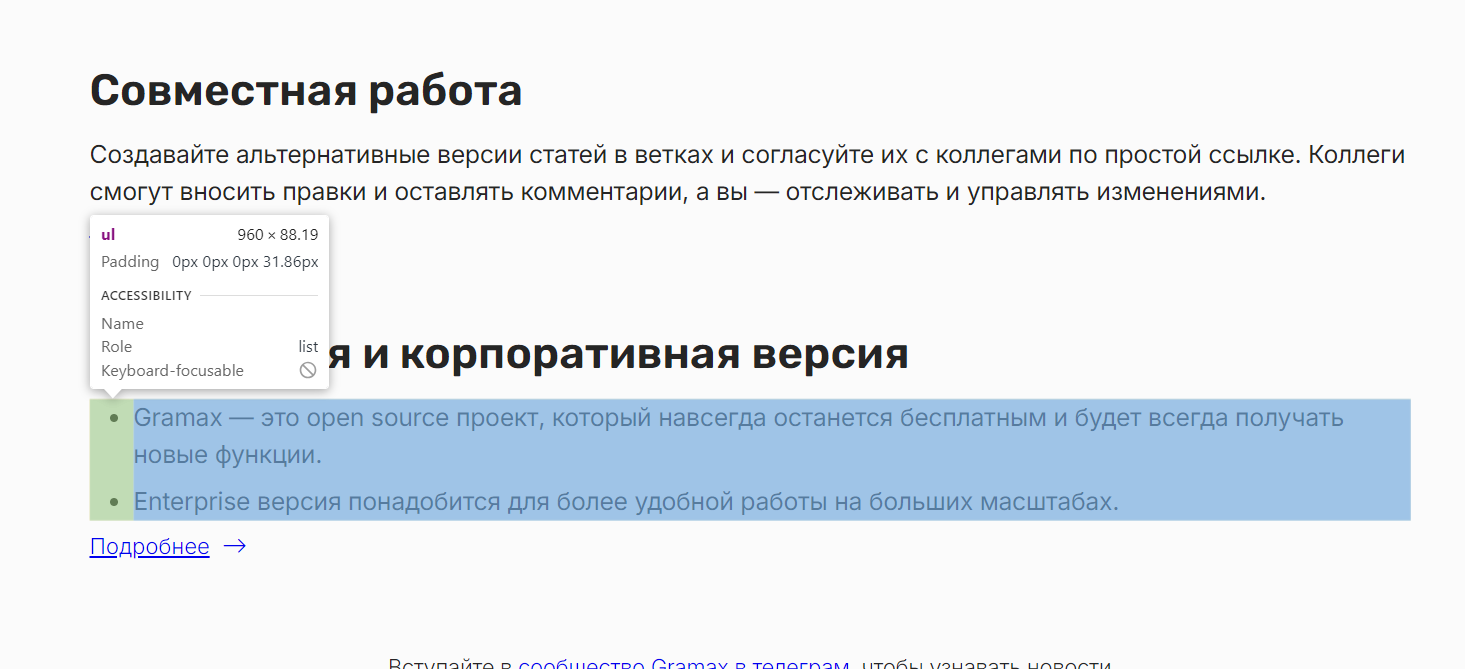 Совместная работа
Создавайте альтернативные версии статей в ветках и согласуйте их с коллегами по простой ссылке. Коллеги
смогут вносить правки и оставлять комментарии, а вы — отслеживать и управлять изменениями.
ul 960 × 88.19
Padding 0px 0px 0px 31.86px
ACCESSIBILITY
Name
Role list
Keyboard-focusable
я и корпоративная версия
• Gramax — это open source проект, который навсегда останется бесплатным и будет всегда получать
новые функции.
• Enterprise версия понадобится для более удобной работы на больших масштабах.
Подробнее →
Вступайте в сообщество Gramax в телеграм, чтобы узнавать новости